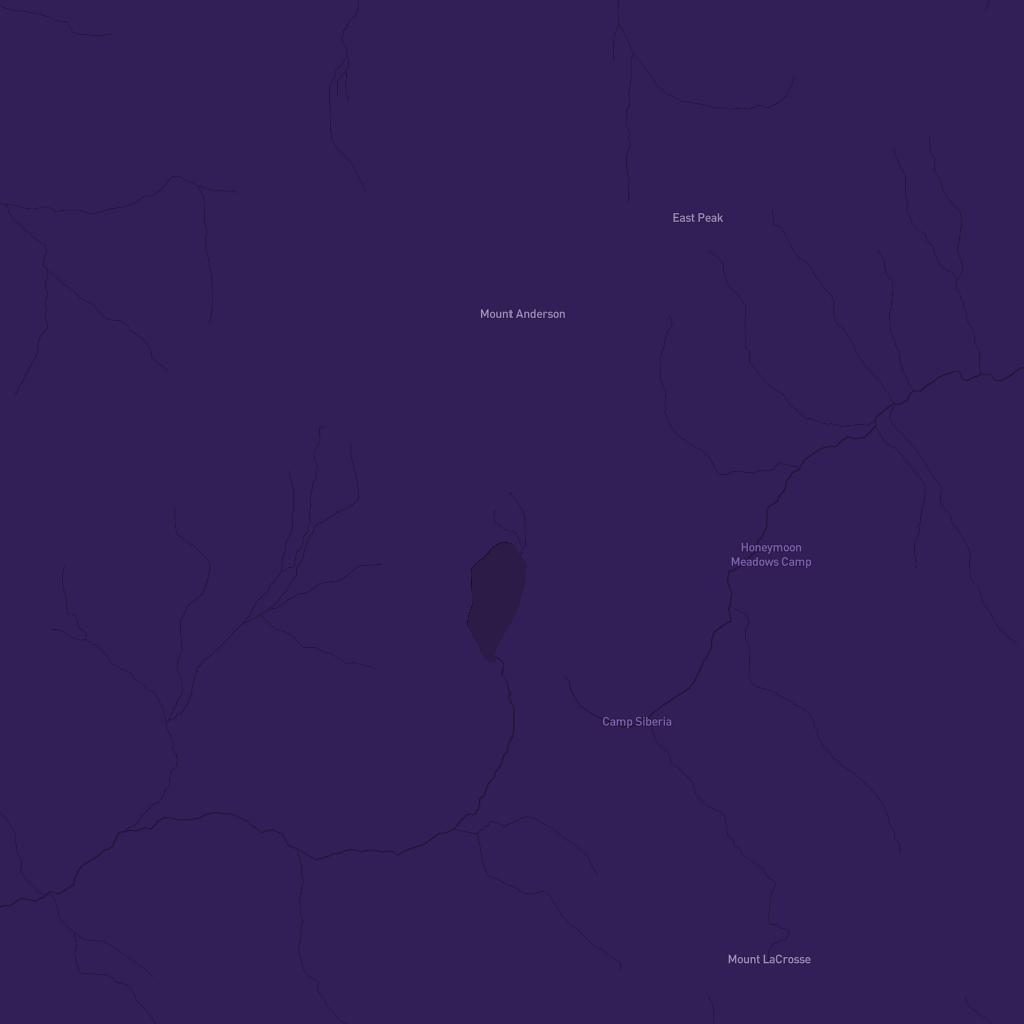 East Peak
Mount Anderson
Honeymoon
Meadows Camp
Camp Siberia
Mount LaCrosse